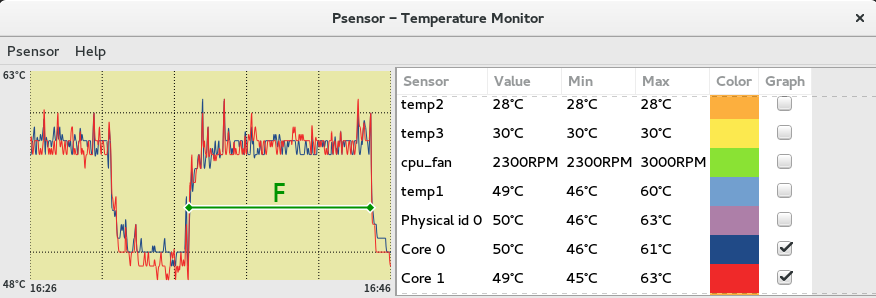 Psensor – Temperature Monitor ×
Psensor Help
63°C
F
48°C
16:26 16:46
Sensor Value Min Max Color Graph
temp2 28°C 28°C 28°C
temp3 30°C 30°C 30°C
cpu_fan 2300RPM 2300RPM 3000RPM
temp1 49°C 46°C 60°C
Physical id 0 50°C 46°C 63°C
Core 0 50°C 46°C 61°C
Core 1 49°C 45°C 63°C